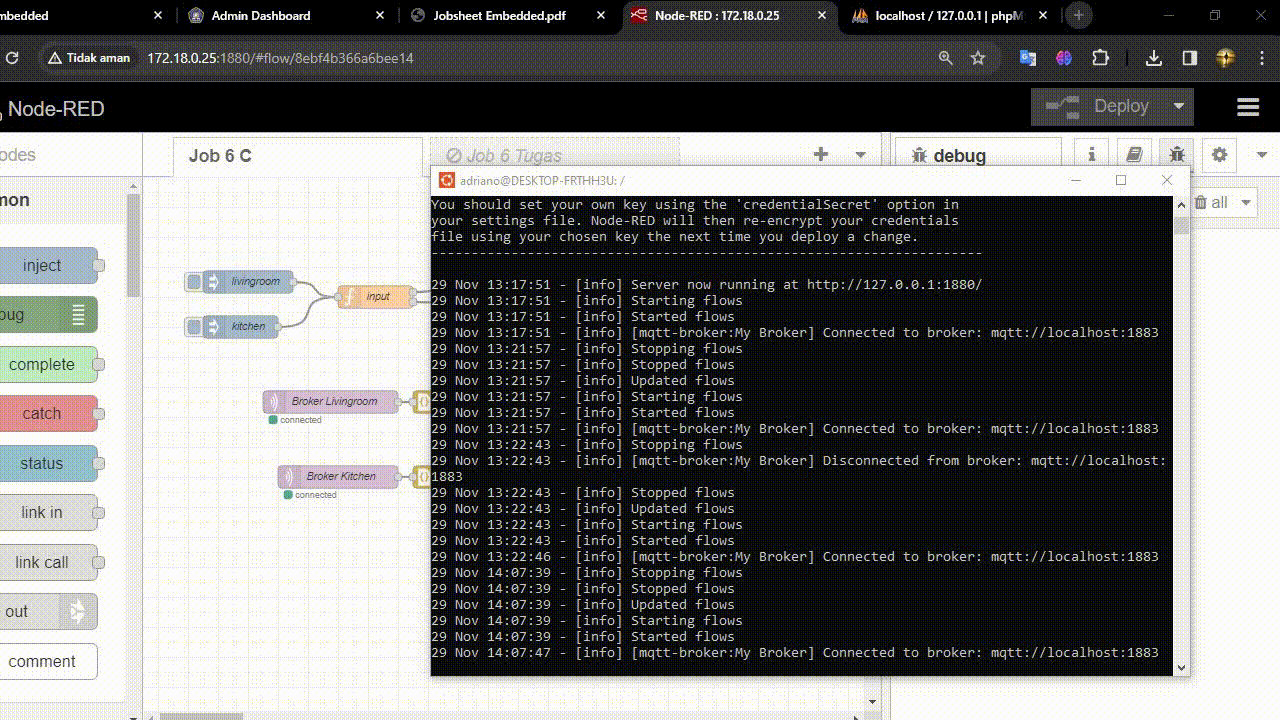 bedded
Admin Dashboard
Jobsheet Embedded.pdf
Node-RED : 172.18.0.25
localhost / 127.0.0.1 | phpM
Tidak aman
172.18.0.25:1880/#flow/8ebf4b366a6bee14
Node-RED
Deploy
odes
Job 6 C
Job 6 Tugas
debug
all
mon
inject
bug
complete
catch
status
link in
link call
out
comment
livingroom
kitchen
input
Broker Livingroom
connected
Broker Kitchen
connected
adriano@DESKTOP-FRTHH3U: /
You should set your own key using the 'credentialSecret' option in
your settings file. Node-RED will then re-encrypt your credentials
file using your chosen key the next time you deploy a change.
---------------------------------------------------------------------
29 Nov 13:17:51 - [info] Server now running at http://127.0.0.1:1880/
29 Nov 13:17:51 - [info] Starting flows
29 Nov 13:17:51 - [info] Started flows
29 Nov 13:17:51 - [info] [mqtt-broker:My Broker] Connected to broker: mqtt://localhost:1883
29 Nov 13:21:57 - [info] Stopping flows
29 Nov 13:21:57 - [info] Stopped flows
29 Nov 13:21:57 - [info] Updated flows
29 Nov 13:21:57 - [info] Starting flows
29 Nov 13:21:57 - [info] Started flows
29 Nov 13:21:57 - [info] [mqtt-broker:My Broker] Connected to broker: mqtt://localhost:1883
29 Nov 13:22:43 - [info] Stopping flows
29 Nov 13:22:43 - [info] [mqtt-broker:My Broker] Disconnected from broker: mqtt://localhost:
1883
29 Nov 13:22:43 - [info] Stopped flows
29 Nov 13:22:43 - [info] Updated flows
29 Nov 13:22:43 - [info] Starting flows
29 Nov 13:22:43 - [info] Started flows
29 Nov 13:22:46 - [info] [mqtt-broker:My Broker] Connected to broker: mqtt://localhost:1883
29 Nov 14:07:39 - [info] Stopping flows
29 Nov 14:07:39 - [info] Stopped flows
29 Nov 14:07:39 - [info] Updated flows
29 Nov 14:07:39 - [info] Starting flows
29 Nov 14:07:39 - [info] Started flows
29 Nov 14:07:47 - [info] [mqtt-broker:My Broker] Connected to broker: mqtt://localhost:1883